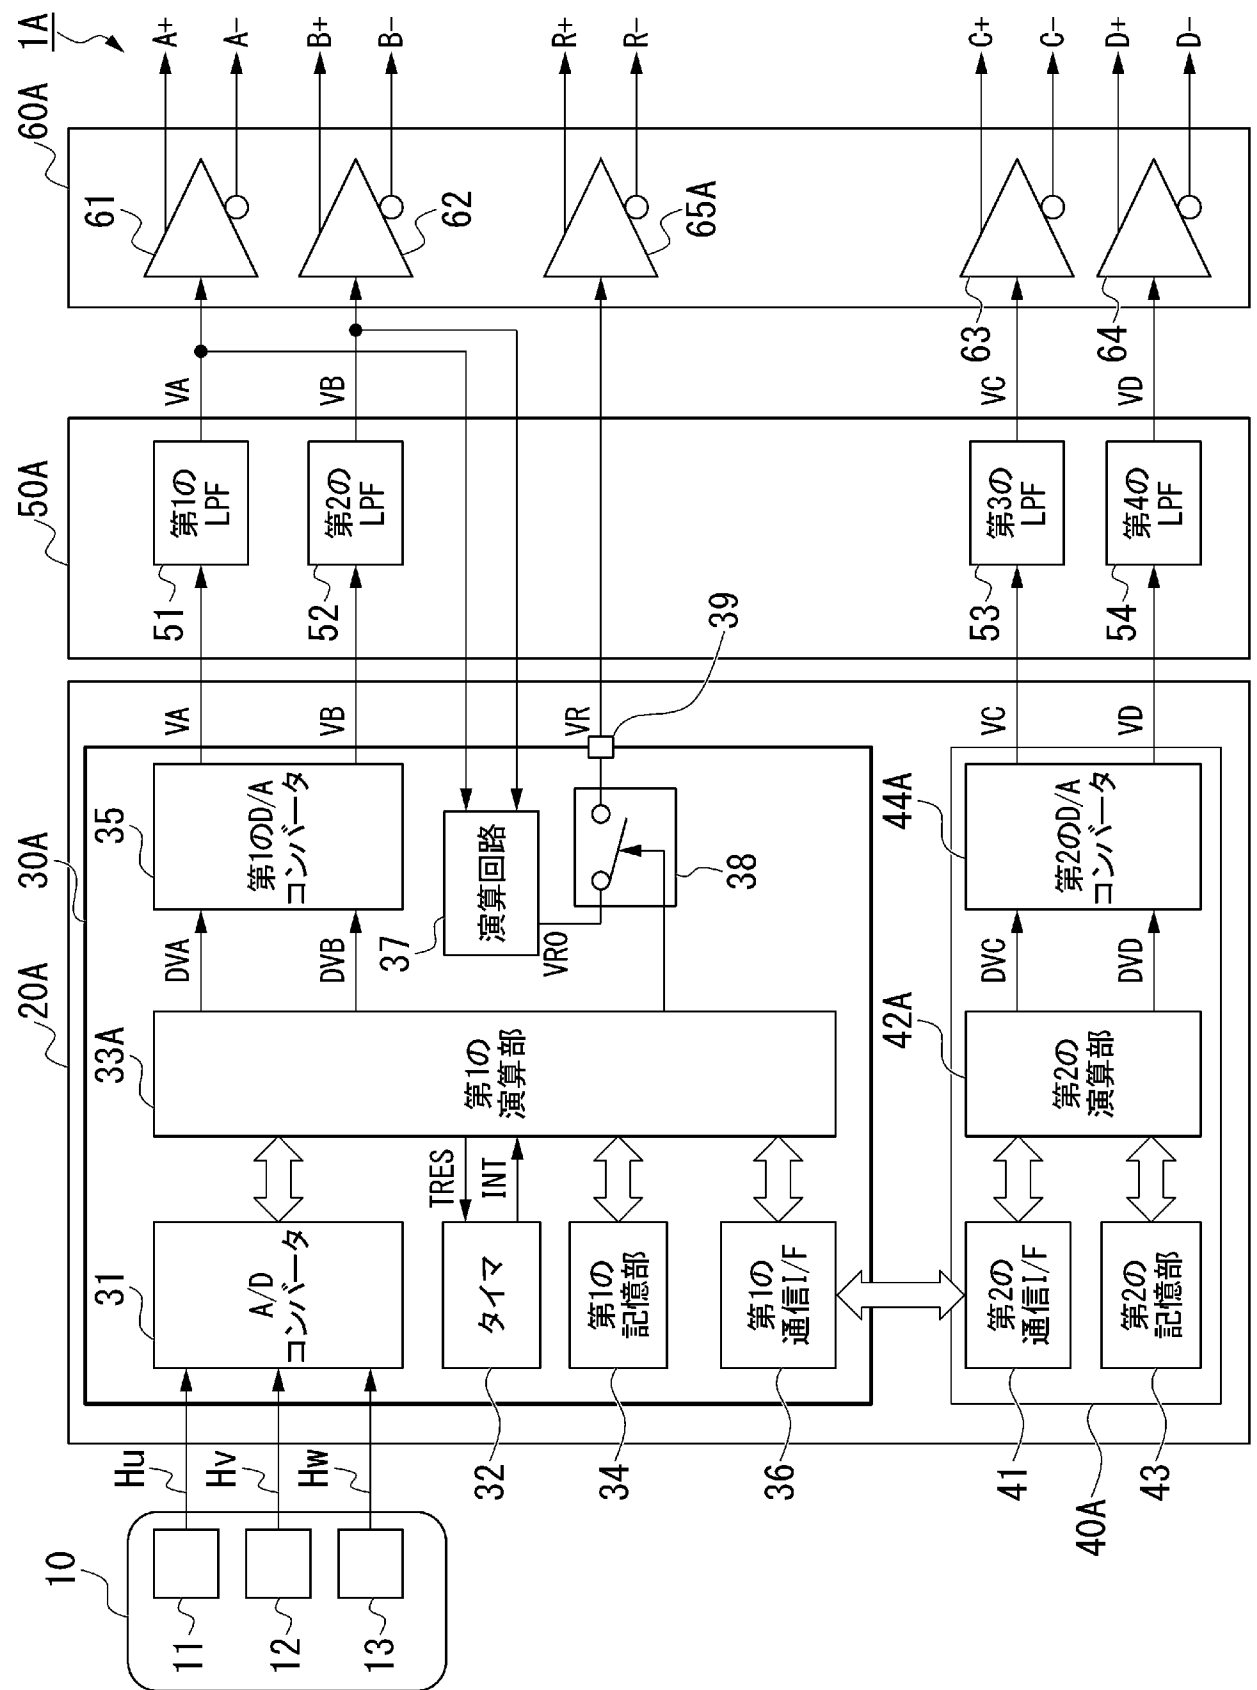 1A
60A
50A
30A
20A
10
A+
A-
B+
B-
R+
R-
C+
C-
D+
D-
61
62
65A
63
64
VA
VB
VC
VD
第1の
LPF
51
第2の
LPF
52
第3の
LPF
53
第4の
LPF
54
VA
VB
VR
39
VC
VD
35
第1のD/A
コンバータ
37
演算回路
VRO
38
44A
第2のD/A
コンバータ
DVA
DVB
DVC
DVD
33A
第1の
演算部
42A
第2の
演算部
TRES
INT
31
A/D
コンバータ
タイマ
32
第1の
記憶部
34
第1の
通信I/F
36
第2の
通信I/F
41
第2の
記憶部
43
40A
Hu
Hv
Hw
11
12
13